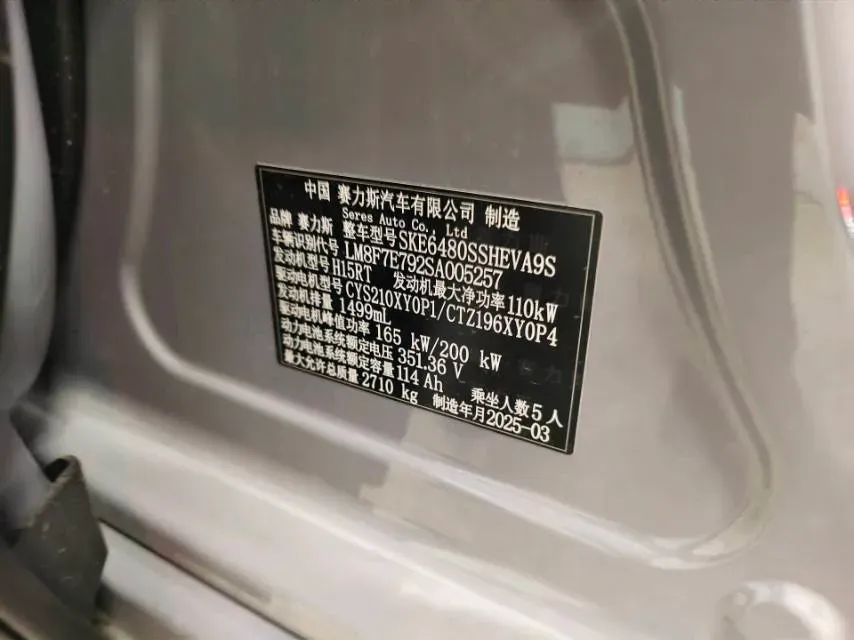 中国 赛力斯汽车有限公司 制造
Seres Auto Co., Ltd
品牌 赛力斯 整车型号SKE6480SSHEVA9S
车辆识别代号 LM8F7E792SA005257
发动机型号H15RT 发动机最大净功率110kW
驱动电机型号CYS210XY0P1/CTZ196XY0P4
发动机排量 1499mL
驱动电机峰值功率 165 kW/200 kW
动力电池系统额定电压 351.36 V
动力电池系统额定容量114 Ah 乘坐人数5 人
最大允许总质量2710 kg 制造年月2025-03